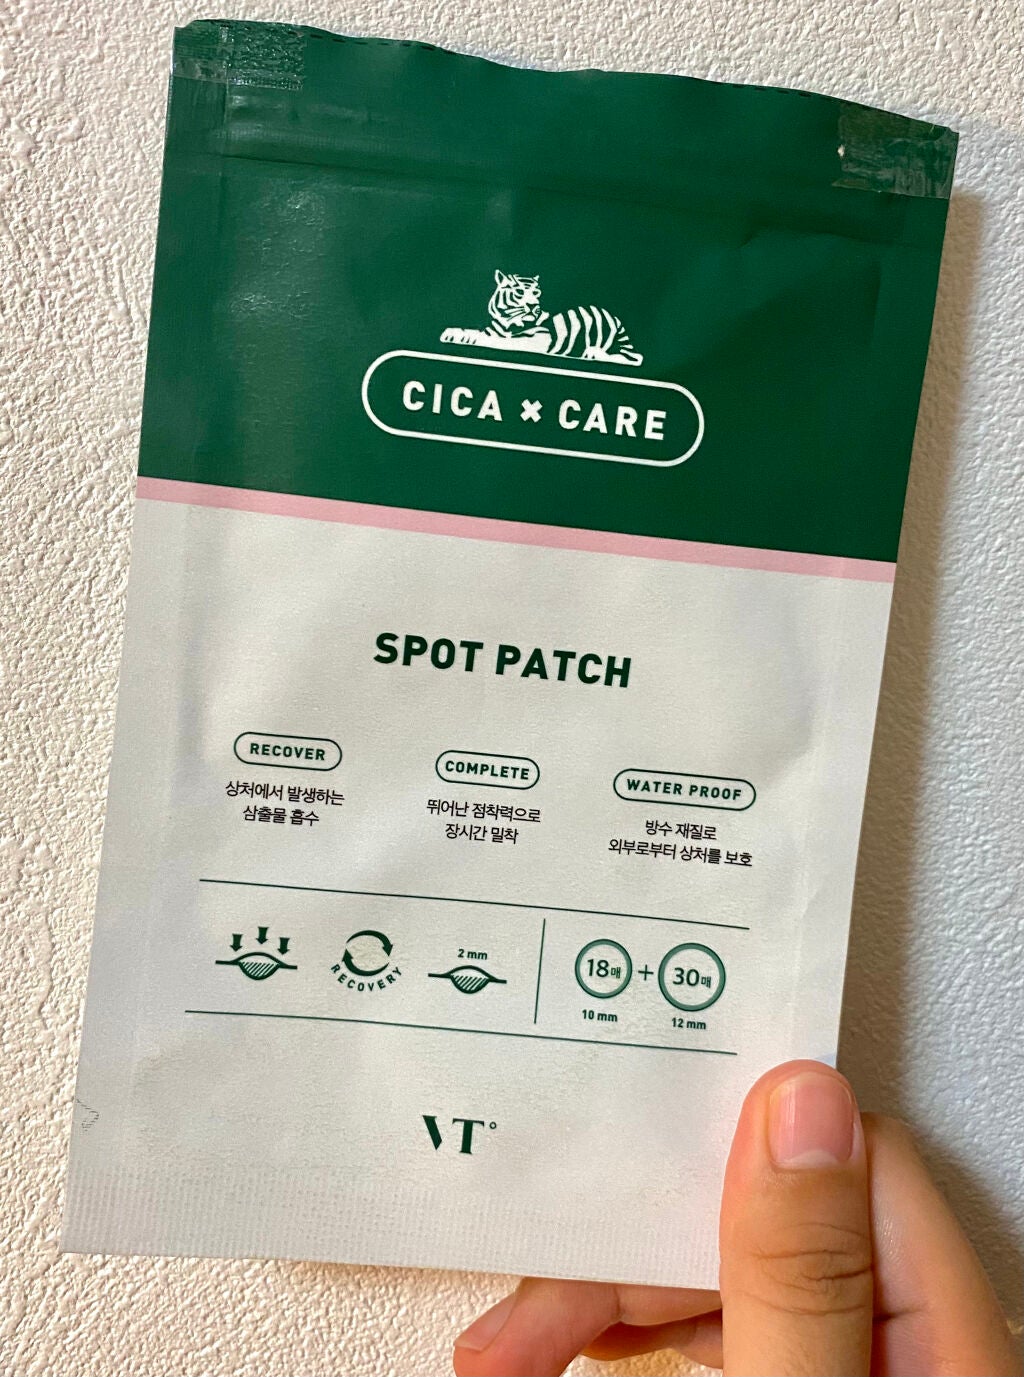 CICA × CARE
SPOT PATCH
RECOVER
상처에서 발생하는
삼출물 흡수
COMPLETE
뛰어난 점착력으로
장시간 밀착
WATER PROOF
방수 재질로
외부로부터 상처를 보호
RECOVERY
2 mm
18매 + 30매
10 mm
12 mm
VT°